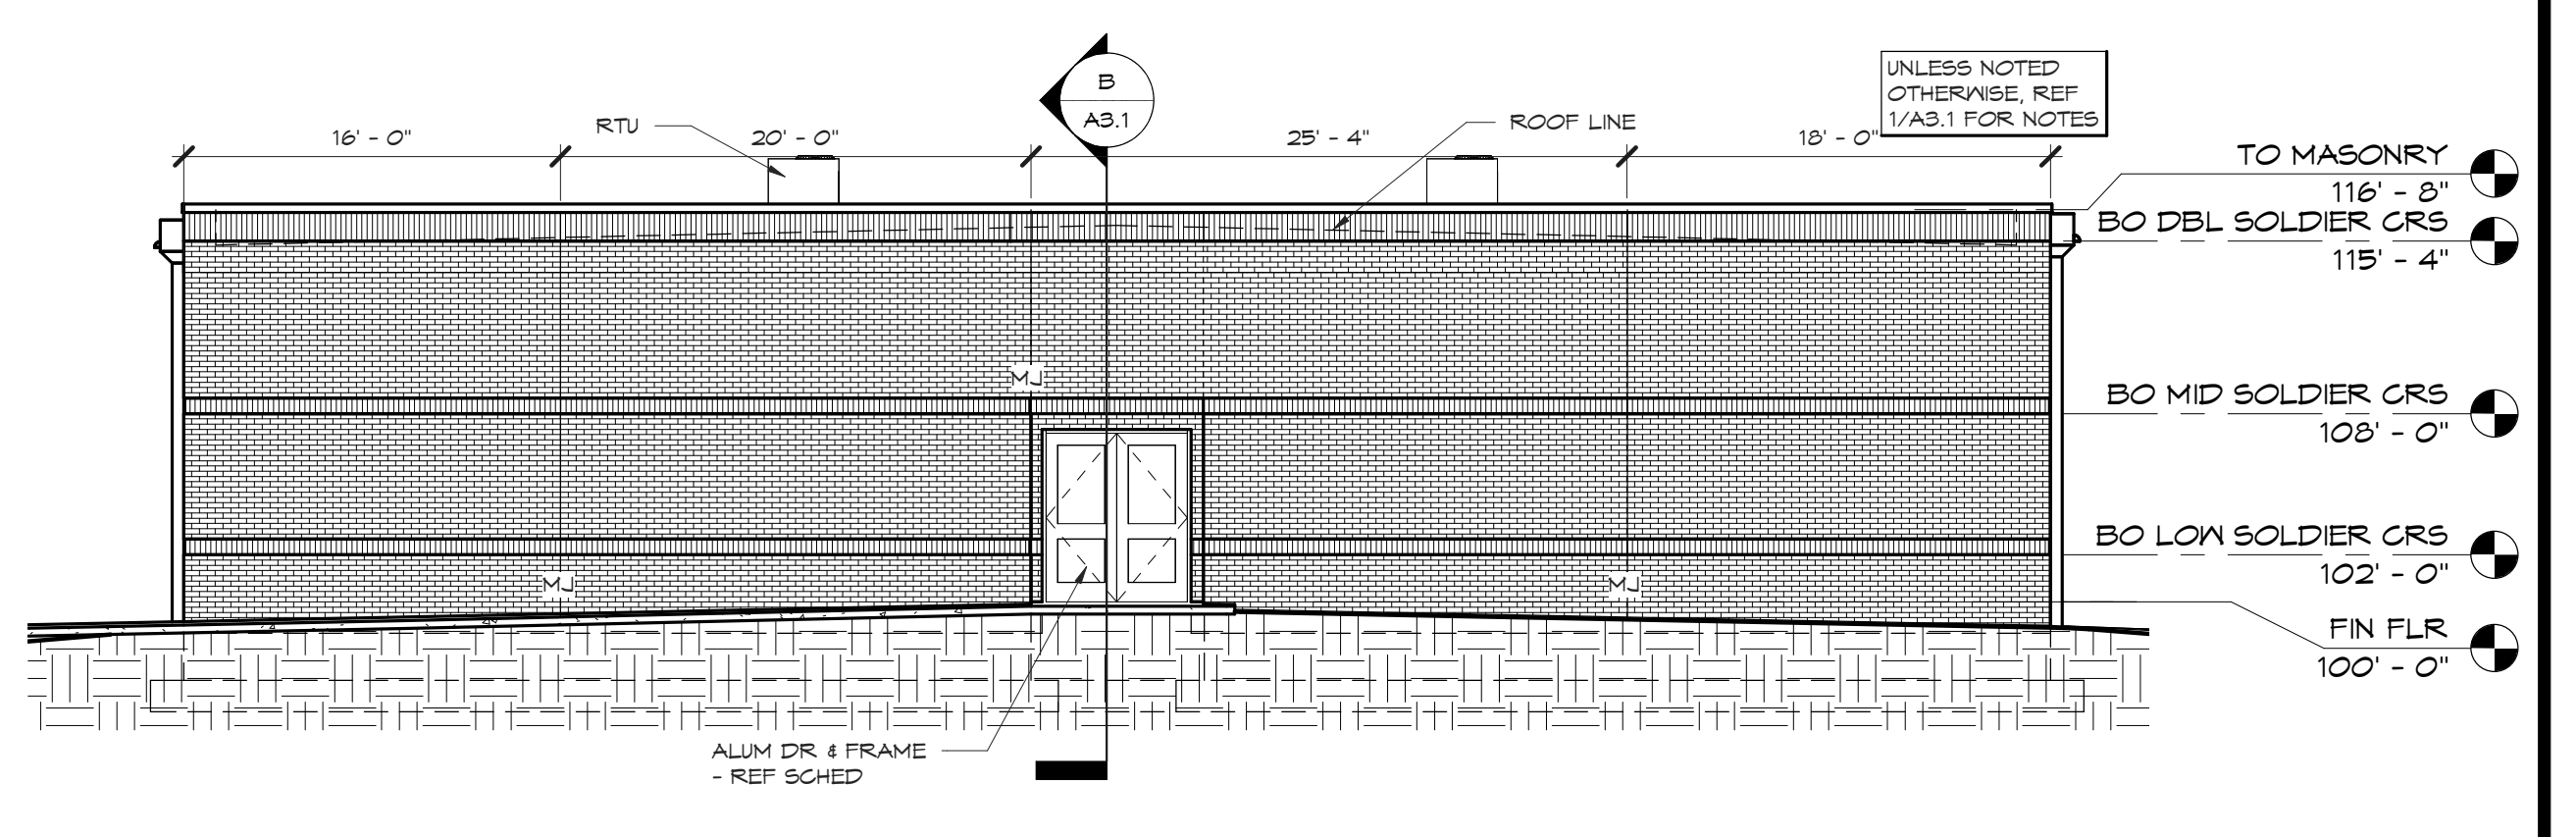 B
A3.1
UNLESS NOTED
OTHERWISE, REF
1/A3.1 FOR NOTES
16' - 0"
RTU
20' - 0"
25' - 4"
ROOF LINE
18' - 0"
TO MASONRY
116' - 8"
BO DBL SOLDIER CRS
115' - 4"
MJ
BO MID SOLDIER CRS
108' - 0"
BO LOW SOLDIER CRS
102' - 0"
MJ
MJ
FIN FLR
100' - 0"
ALUM DR & FRAME
- REF SCHED